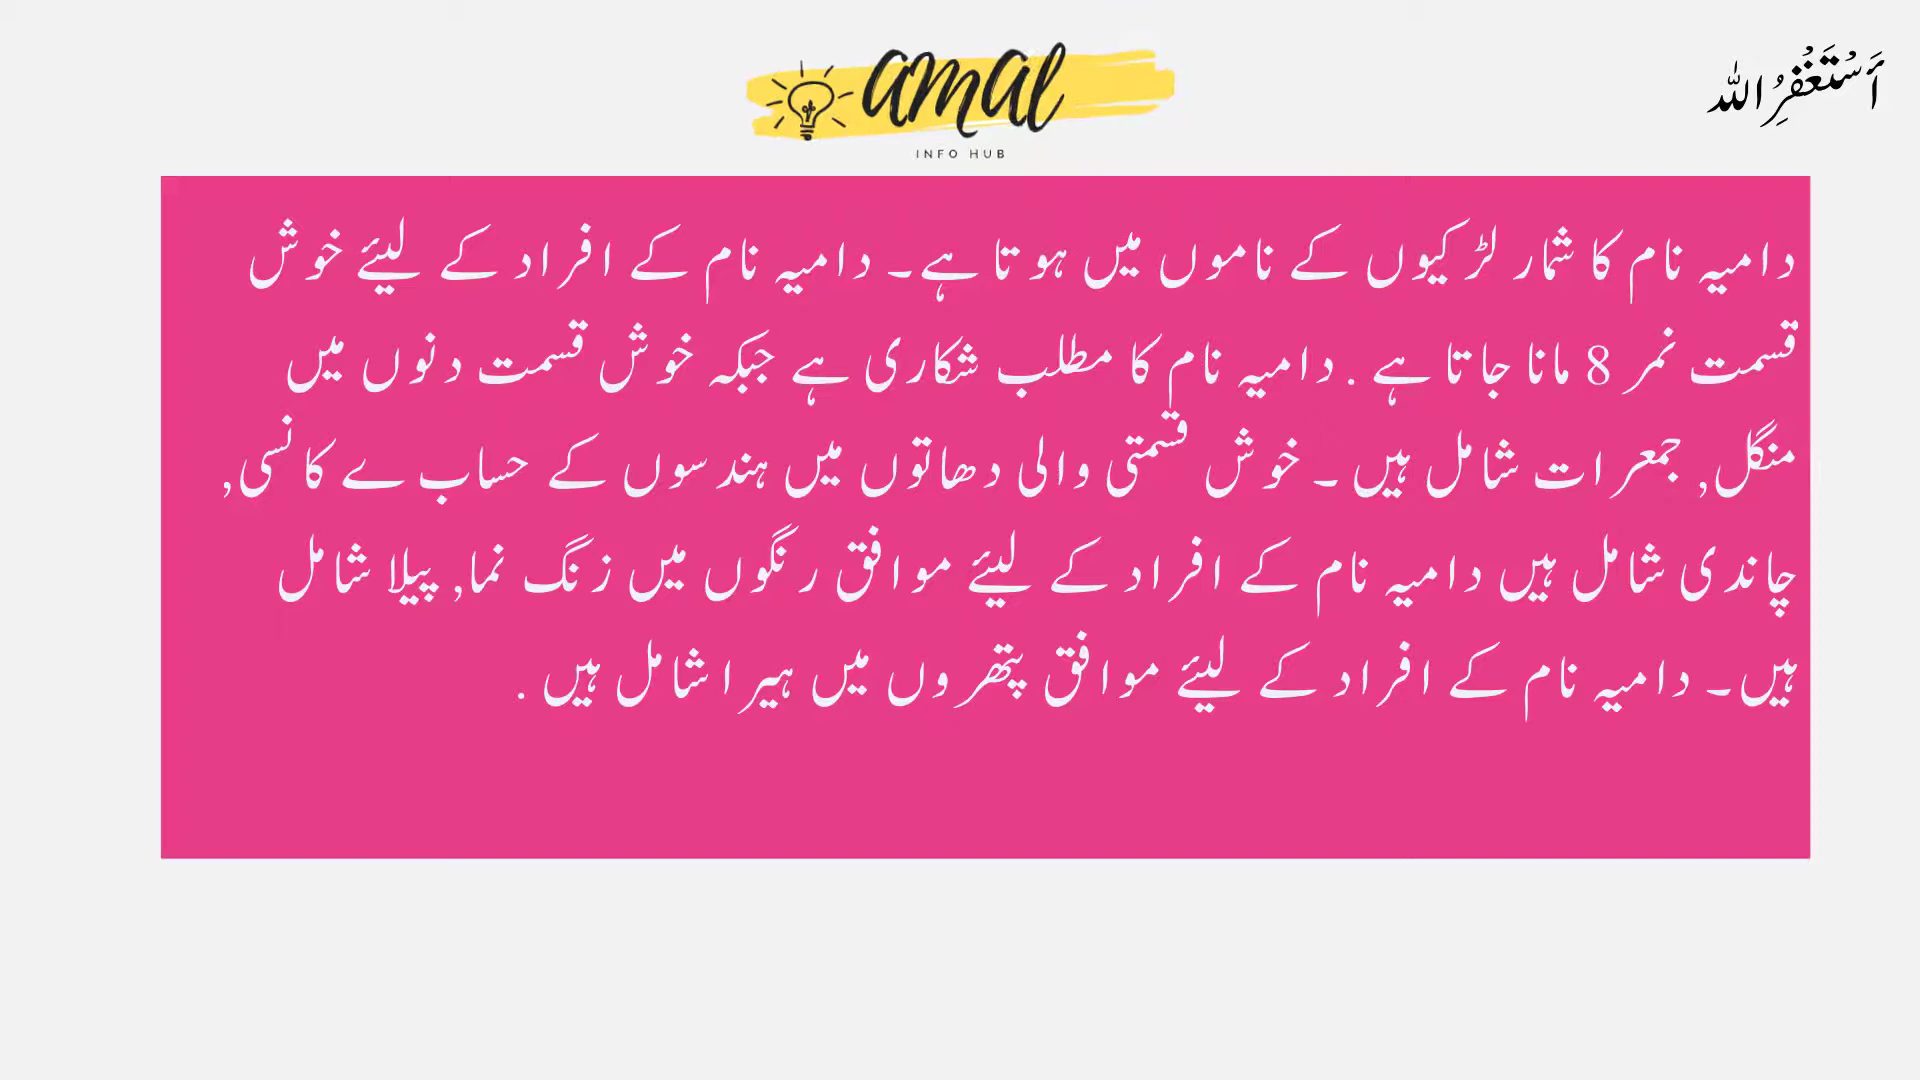 amal
INFO HUB
أَسْتَغْفِرُ الله
دامیہ نام کا شمار لڑکیوں کے ناموں میں ہوتا ہے۔ دامیہ نام کے افراد کے لیئے خوش
قسمت نمر 8 مانا جاتا ہے . دامیہ نام کا مطلب شکاری ہے جبکہ خوش قسمت دنوں میں
منگل, جمعرات شامل ہیں ۔ خوش قسمتی والی دھاتوں میں ہندسوں کے حساب ے کانسی,
چاندی شامل ہیں دامیہ نام کے افراد کے لیئے موافق رنگوں میں زنگ نما, پیلا شامل
ہیں۔ دامیہ نام کے افراد کے لیئے موافق پتھروں میں ہیرا شامل ہیں .